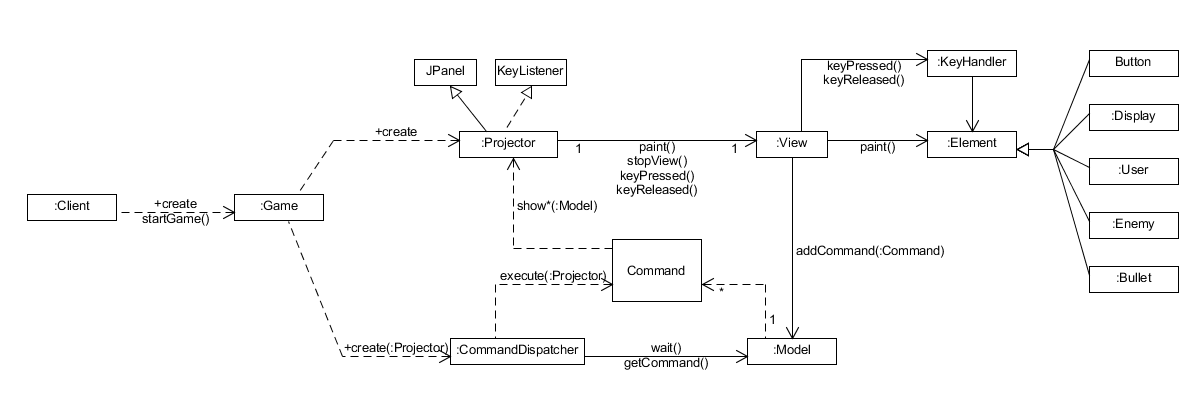 keyPressed()
keyReleased()
:KeyHandler
Button
JPanel
KeyListener
:Display
+create
:Projector
1
paint()
stopView()
keyPressed()
keyReleased()
1
:View
paint()
:Element
:User
:Client
+create
startGame()
:Game
show*(:Model)
:Enemy
addCommand(:Command)
Command
execute(:Projector)
*
1
:Bullet
+create(:Projector)
:CommandDispatcher
wait()
getCommand()
:Model